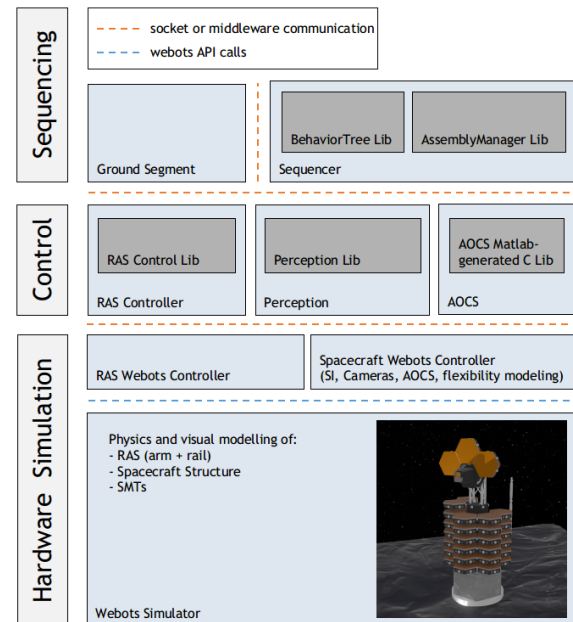 socket or middleware communication
webots API calls
Sequencing
Ground Segment
BehaviorTree Lib
AssemblyManager Lib
Sequencer
Control
RAS Control Lib
RAS Controller
Perception Lib
Perception
AOCS Matlab-
generated C Lib
AOCS
Hardware Simulation
RAS Webots Controller
Spacecraft Webots Controller
(SI, Cameras, AOCS, flexibility modeling)
Physics and visual modelling of:
- RAS (arm + rail)
- Spacecraft Structure
- SMTs
Webots Simulator